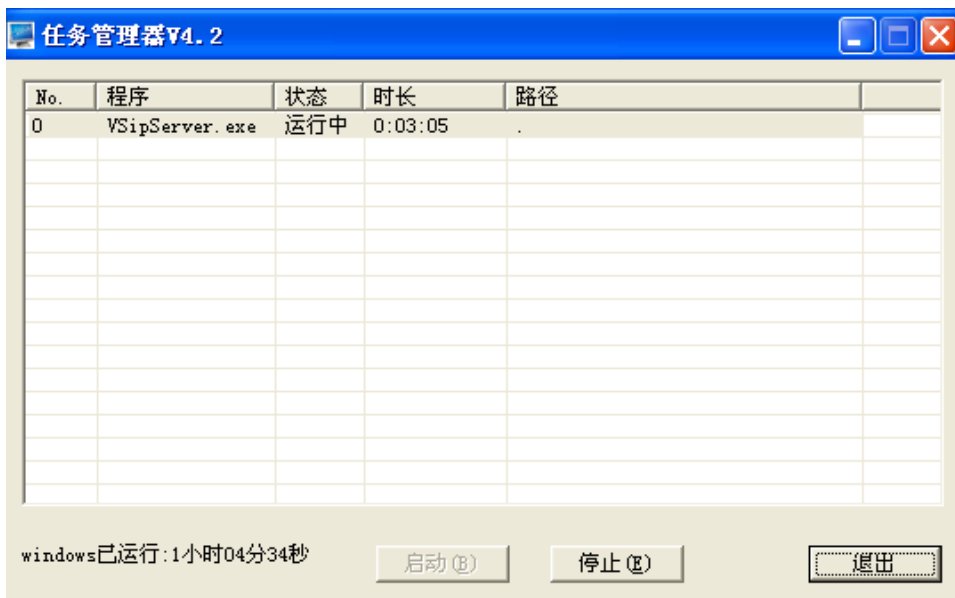 任务管理器V4.2
No. 程序 状态 时长 路径
0 VSipServer.exe 运行中 0:03:05 .
windows已运行:1小时04分34秒 启动(B) 停止(E) 退出